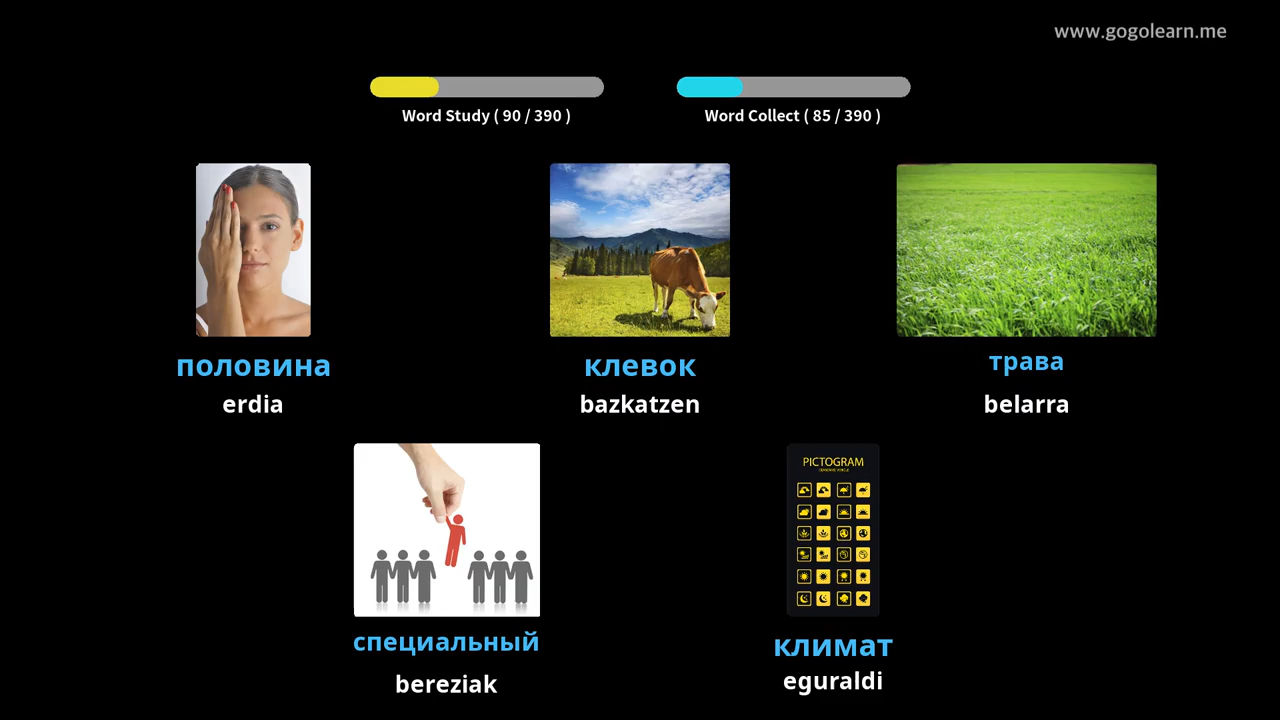 www.gogolearn.me
Word Study ( 90 / 390 )
Word Collect ( 85 / 390 )
половина
erdia
клевок
bazkatzen
трава
belarra
PICTOGRAM
специальный
bereziak
климат
eguraldi